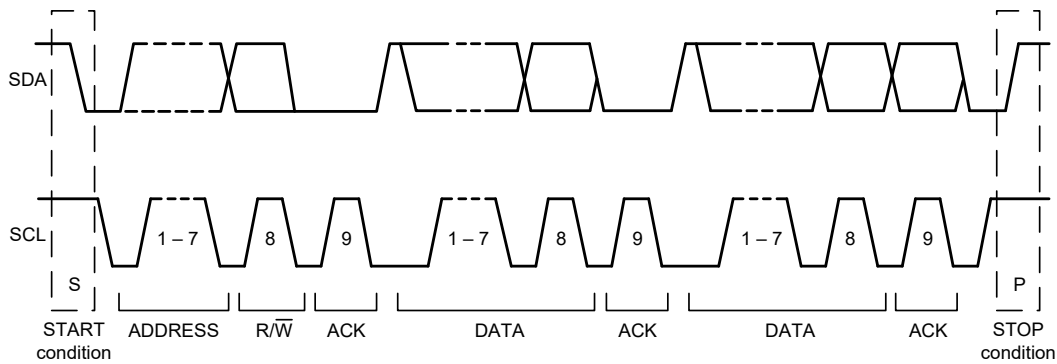 SDA
SCL
1 – 7
8
9
1 – 7
8
9
1 – 7
8
9
S
P
START
condition
ADDRESS
R/W̅
ACK
DATA
ACK
DATA
ACK
STOP
condition